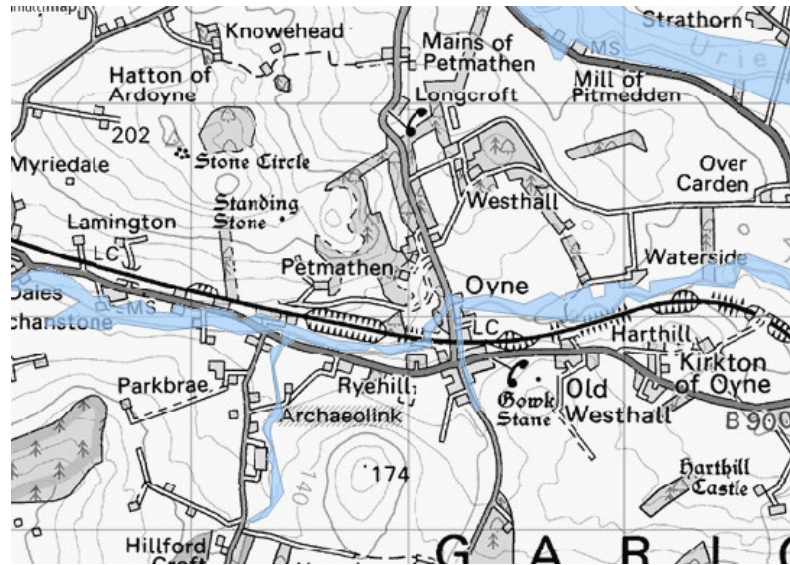 multimap
Knowehead
Strathorn
Mains of
Petmathen
MS
Urie
Hatton of
Ardoyne
Mill of
Pitmedden
Longcroft
202
Stone Circle
Myriedale
Over
Carden
Standing
Stone
Westhall
Lamington
LC
Petmathen
Waterside
Oyne
MS
LC
Harthill
Parkbrae
Ryehill
Kirkton
of Oyne
Archaeolink
Gowk
Stane
Old
Westhall
B 900
174
140
Harthill
Castle
Hillford
Croft
G A R I O